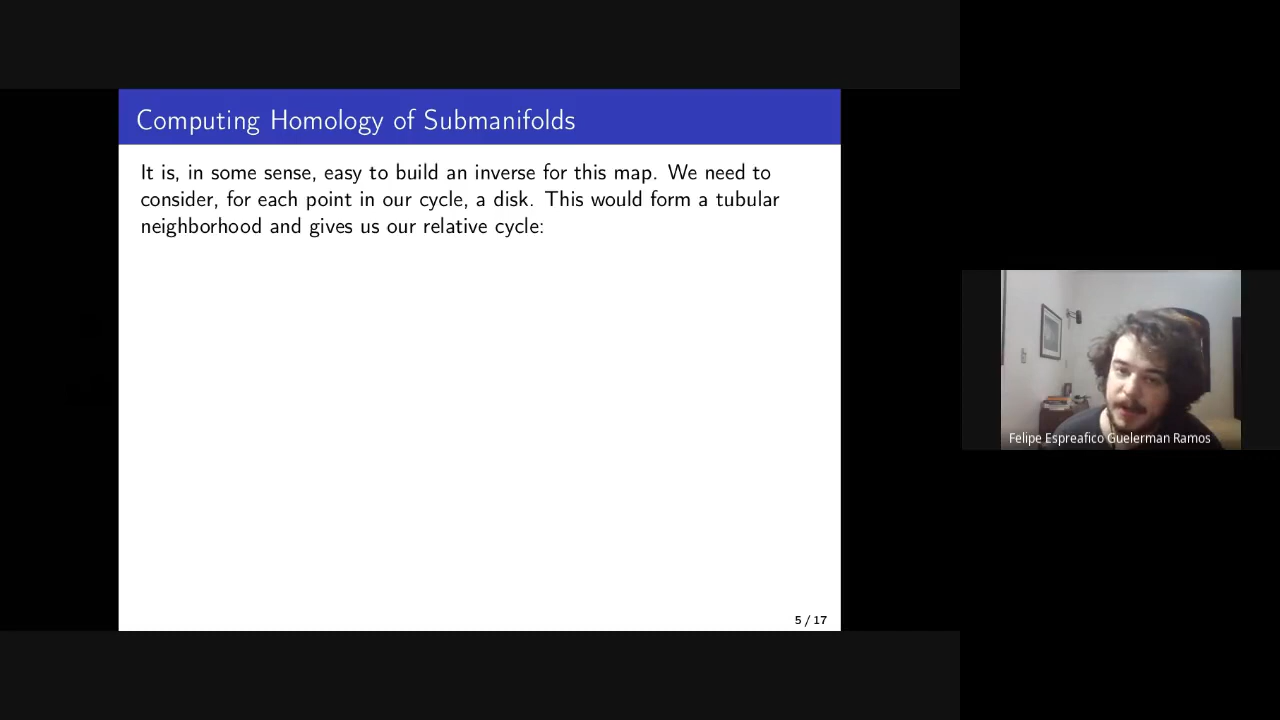 Computing Homology of Submanifolds
It is, in some sense, easy to build an inverse for this map. We need to
consider, for each point in our cycle, a disk. This would form a tubular
neighborhood and gives us our relative cycle:
5 / 17
Felipe Espreafico Guelerman Ramos